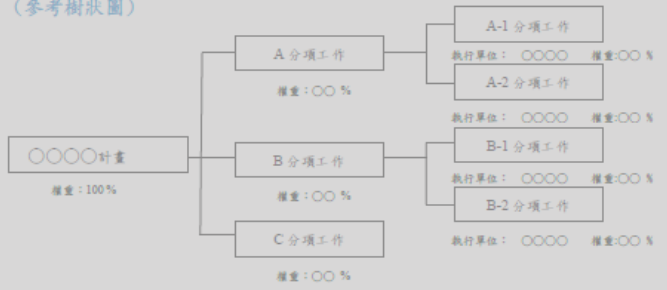 (參考樹狀圖)
○○○○計畫
權重：100%
A 分項工作
權重：○○ %
B 分項工作
權重：○○ %
C 分項工作
權重：○○ %
A-1 分項工作
執行單位： ○○○○ 權重:○○ %
A-2 分項工作
執行單位： ○○○○ 權重:○○ %
B-1 分項工作
執行單位： ○○○○ 權重:○○ %
B-2 分項工作
執行單位： ○○○○ 權重:○○ %